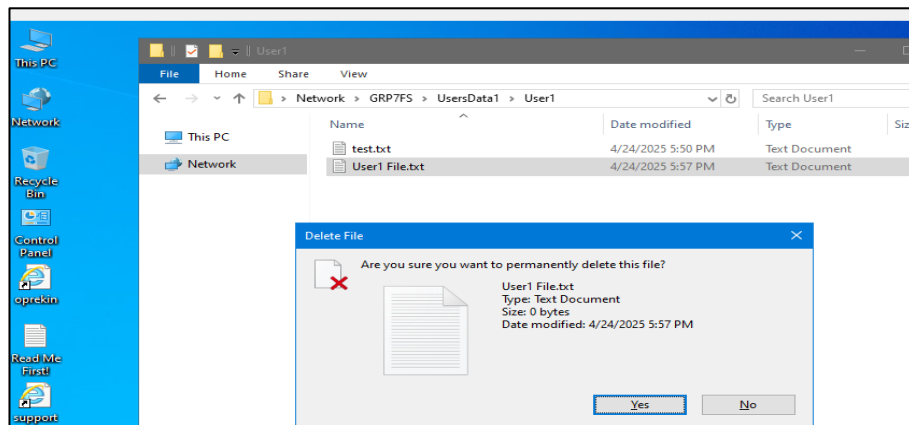 This PC
Network
Recycle
Bin
Control
Panel
oprekin
Read Me
First!
support
User1
File Home Share View
Network > GRP7FS > UsersData1 > User1
Search User1
This PC
Network
Name Date modified Type Siz
test.txt 4/24/2025 5:50 PM Text Document
User1 File.txt 4/24/2025 5:57 PM Text Document
Delete File
Are you sure you want to permanently delete this file?
User1 File.txt
Type: Text Document
Size: 0 bytes
Date modified: 4/24/2025 5:57 PM
Yes No